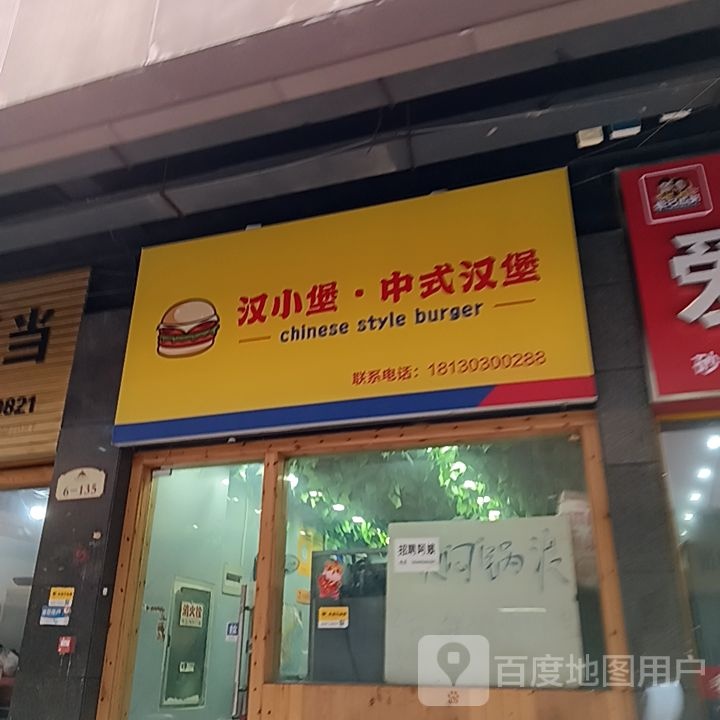 汉小堡·中式汉堡
chinese style burger
联系电话：18130300288
当
0821
6-135
招聘阿姨
消火栓
百度地图用户